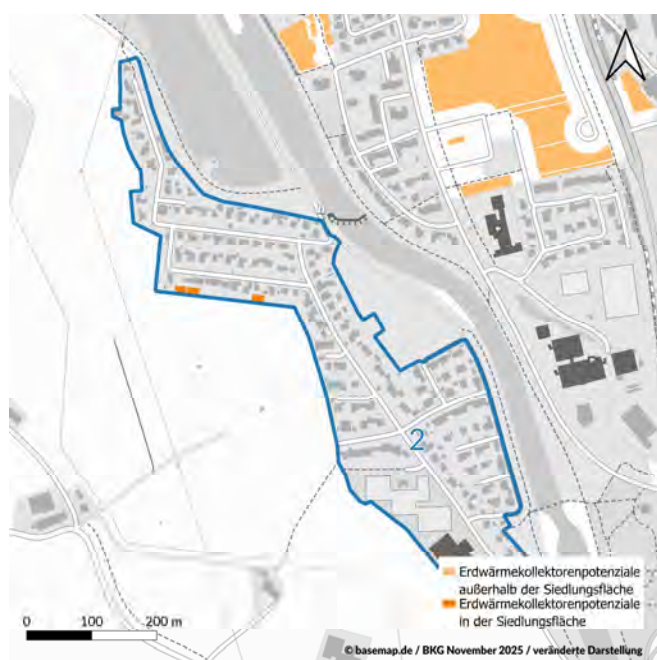 2
Erdwärmekollektorenpotenziale
außerhalb der Siedlungsfläche
Erdwärmekollektorenpotenziale
in der Siedlungsfläche
0 100 200 m
© basemap.de / BKG November 2025 / veränderte Darstellung